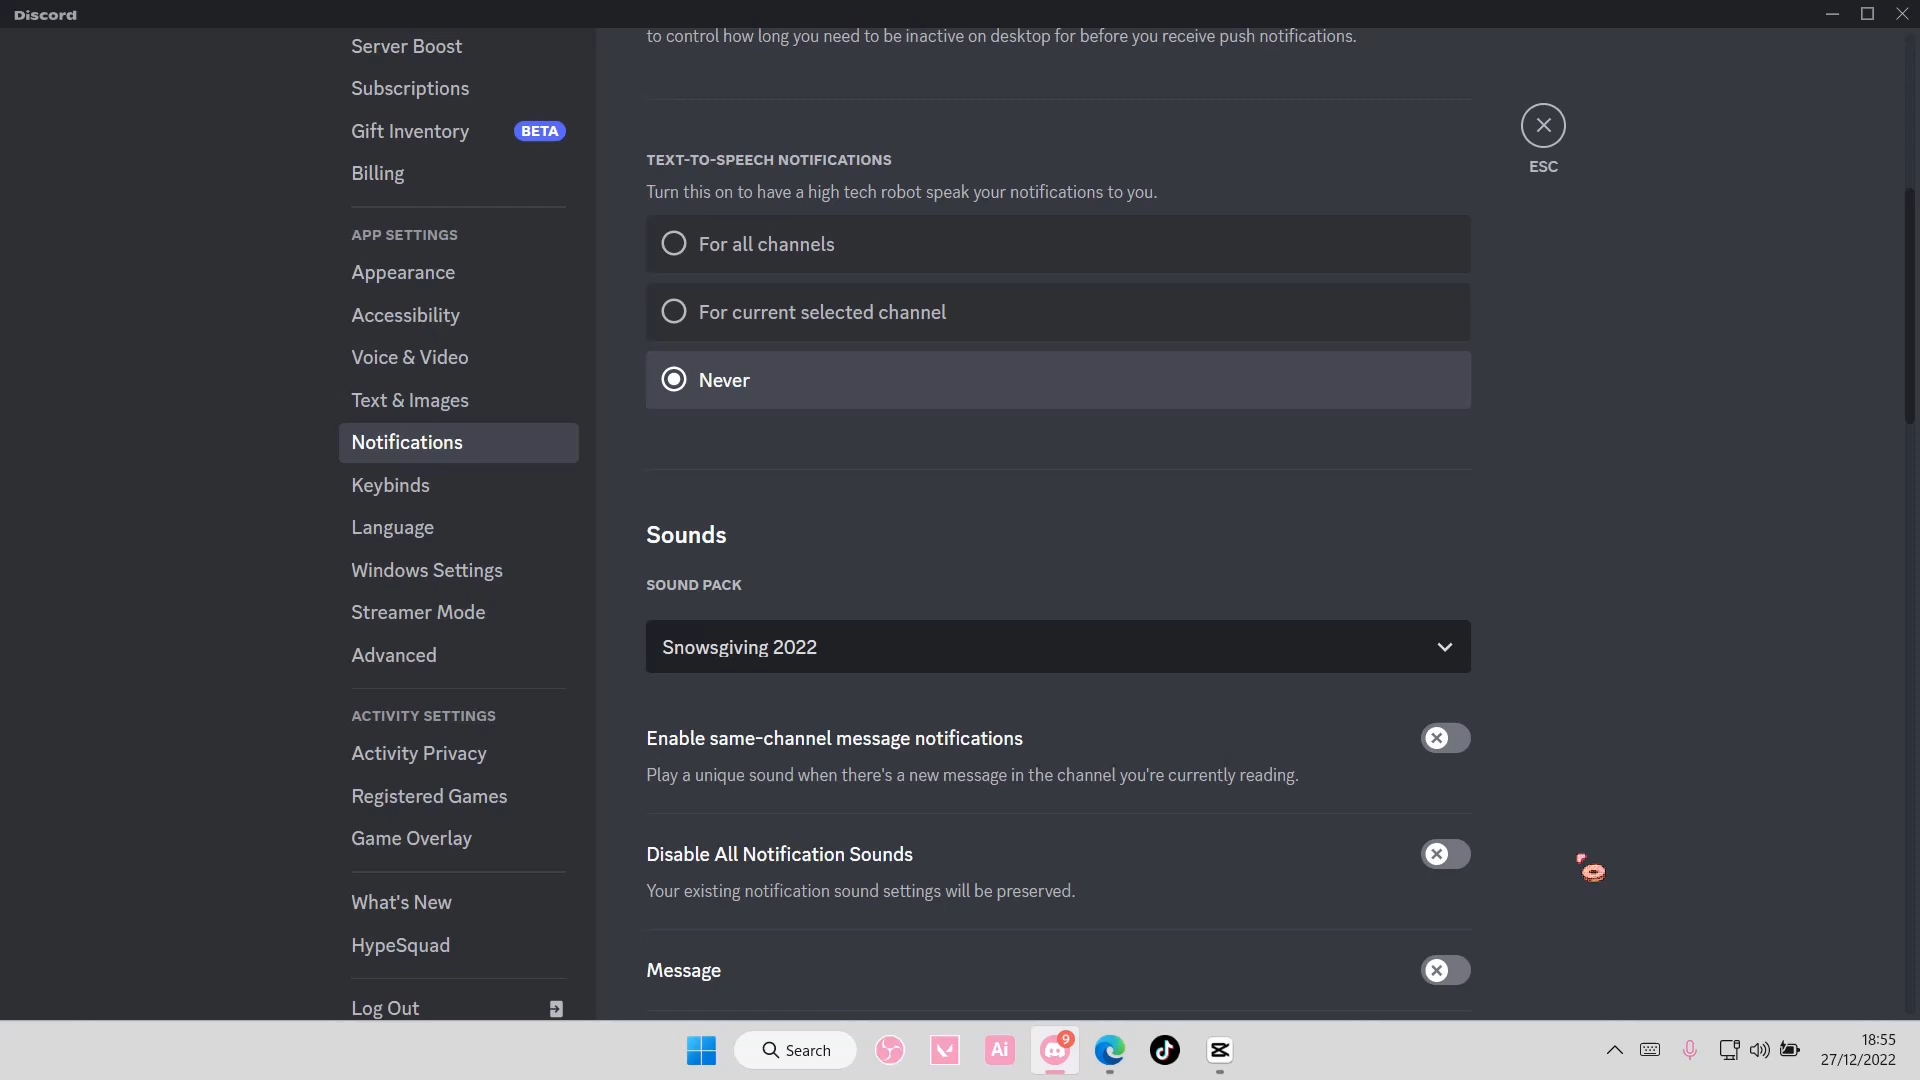 Discord
Server Boost
Subscriptions
Gift Inventory BETA
Billing
APP SETTINGS
Appearance
Accessibility
Voice & Video
Text & Images
Notifications
Keybinds
Language
Windows Settings
Streamer Mode
Advanced
ACTIVITY SETTINGS
Activity Privacy
Registered Games
Game Overlay
What's New
HypeSquad
Log Out
to control how long you need to be inactive on desktop for before you receive push notifications.
ESC
TEXT-TO-SPEECH NOTIFICATIONS
Turn this on to have a high tech robot speak your notifications to you.
For all channels
For current selected channel
Never
Sounds
SOUND PACK
Snowsgiving 2022
Enable same-channel message notifications
Play a unique sound when there's a new message in the channel you're currently reading.
Disable All Notification Sounds
Your existing notification sound settings will be preserved.
Message
Search
Ai
9
18:55
27/12/2022